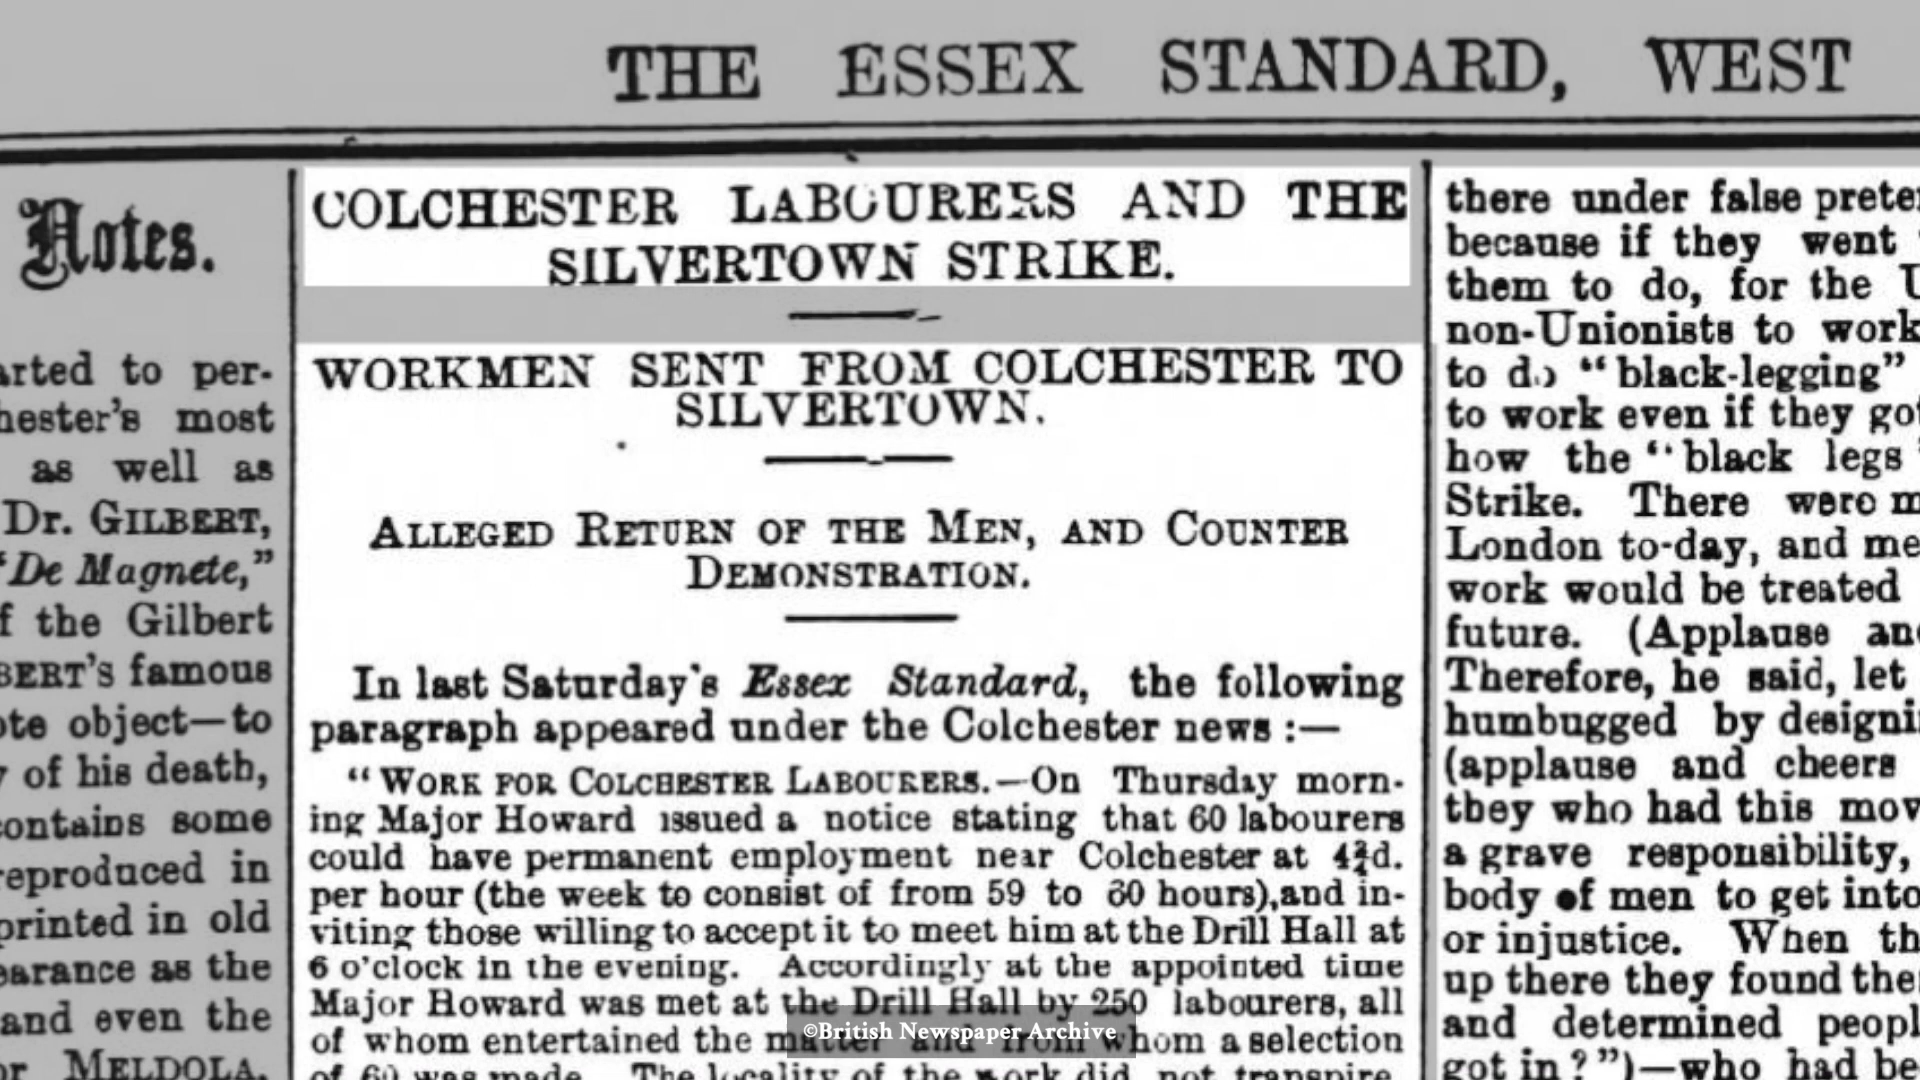 THE ESSEX STANDARD, WEST
Notes.
arted to per-
hester's most
as well as
Dr. GILBERT,
"De Magnete,"
f the Gilbert
BERT'S famous
ote object—to
y of his death,
contains some
reproduced in
printed in old
earance as the
and even the
or MELDOLA,
COLCHESTER LABOURERS AND THE
SILVERTOWN STRIKE.
WORKMEN SENT FROM COLCHESTER TO
SILVERTOWN.
ALLEGED RETURN OF THE MEN, AND COUNTER
DEMONSTRATION.
In last Saturday's Essex Standard, the following
paragraph appeared under the Colchester news :—
"WORK FOR COLCHESTER LABOURERS.—On Thursday morn-
ing Major Howard issued a notice stating that 60 labourers
could have permanent employment near Colchester at 4¾d.
per hour (the week to consist of from 59 to 60 hours), and in-
viting those willing to accept it to meet him at the Drill Hall at
6 o'clock in the evening. Accordingly at the appointed time
Major Howard was met at the Drill Hall by 250 labourers, all
of whom entertained the matter and from whom a selection
of 60 was made. The locality of the work did not transpire,
there under false prete
because if they went
them to do, for the U
non-Unionists to work
to do "black-legging"
to work even if they got
how the "black legs"
Strike. There were m
London to-day, and me
work would be treated
future. (Applause an
Therefore, he said, let
humbugged by designi
(applause and cheers
they who had this mov
a grave responsibility,
body of men to get into
or injustice. When th
up there they found the
and determined peopl
got in?")—who had be
©British Newspaper Archive